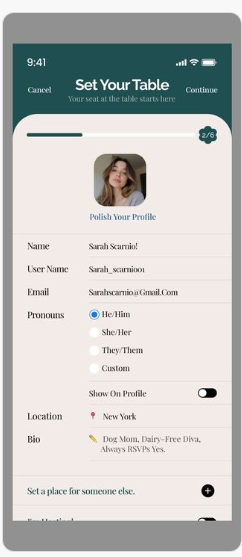 9:41
Cancel
Set Your Table
Continue
Your seat at the table starts here
2/6
Polish Your Profile
Name Sarah Scarnio!
User Name Sarah_scarnio01
Email Sarahscarnio@Gmail.Com
Pronouns He/Him
She/Her
They/Them
Custom
Show On Profile
Location New York
Bio Dog Mom, Dairy-Free Diva,
Always RSVPs Yes.
Set a place for someone else.